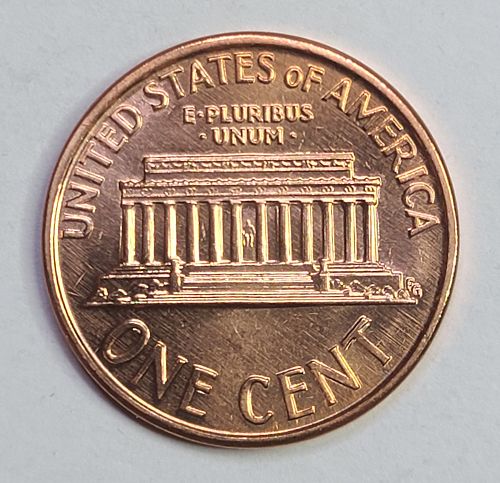 UNITED STATES OF AMERICA
E·PLURIBUS
·UNUM·
ONE CENT